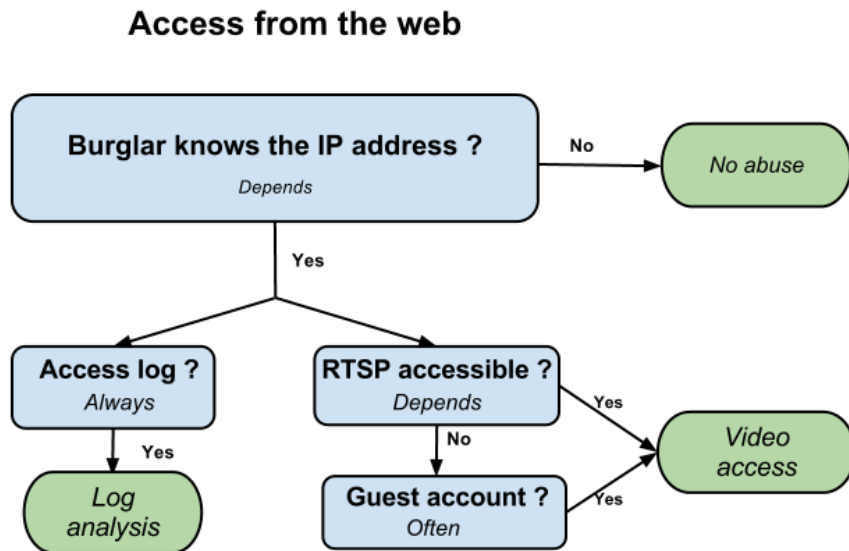 Access from the web
Burglar knows the IP address ?
Depends
No
No abuse
Yes
Access log ?
Always
RTSP accessible ?
Depends
Yes
Yes
No
Video
access
Log
analysis
Guest account ?
Often
Yes